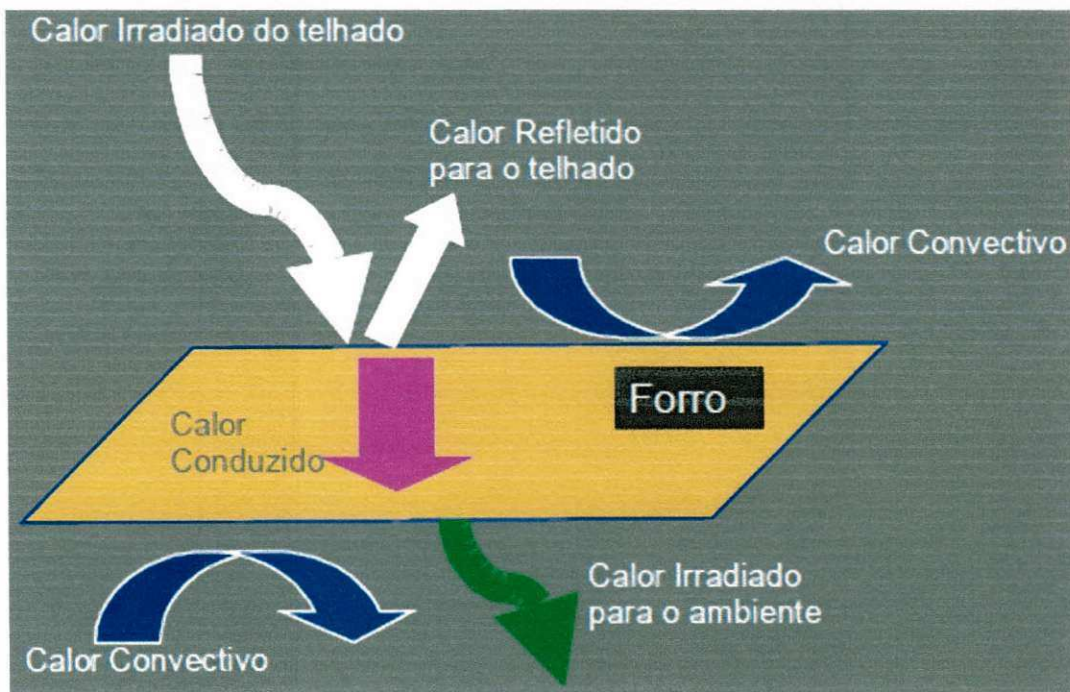 Calor Irradiado do telhado
Calor Refletido
para o telhado
Calor Convectivo
Forro
Calor
Conduzido
Calor Irradiado
para o ambiente
Calor Convectivo